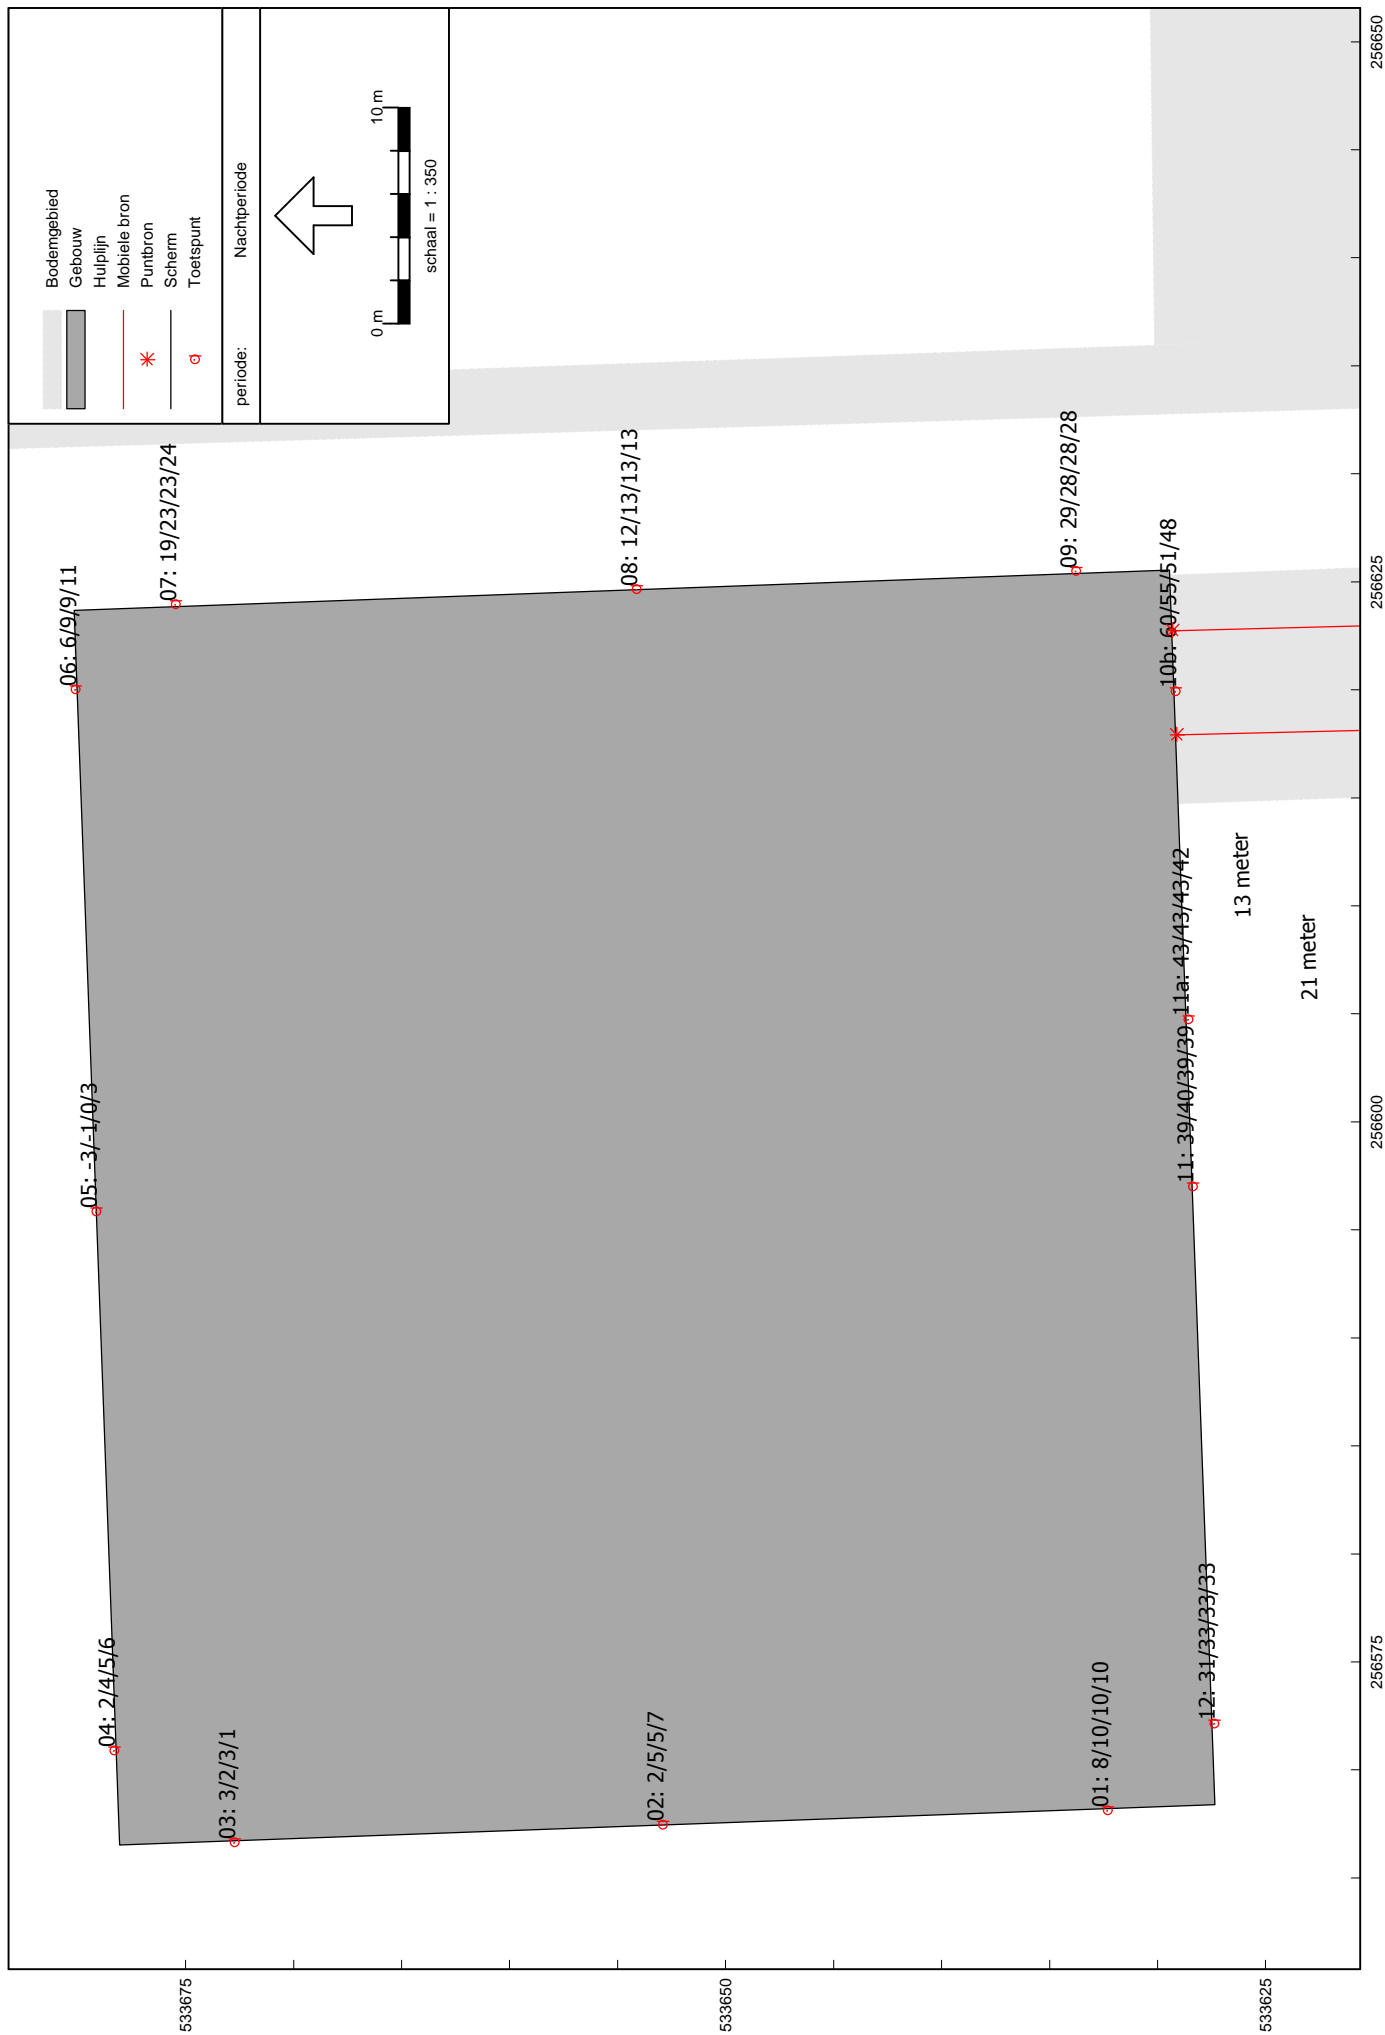 Bodemgebied
Gebouw
Hulplijn
Mobiele bron
Puntbron
Scherm
Toetspunt
periode: Nachtperiode
0 m 10 m
schaal = 1 : 350
06: 6/9/9/11
07: 19/23/23/24
08: 12/13/13/13
09: 29/28/28/28
10b: 60/55/51/48
05: -3/-1/0/3
11a: 43/43/43/42
11: 39/40/39/39
13 meter
21 meter
04: 2/4/5/6
03: 3/2/3/1
02: 2/5/5/7
01: 8/10/10/10
12: 31/33/33/33
256650
256625
256600
256575
533675
533650
533625